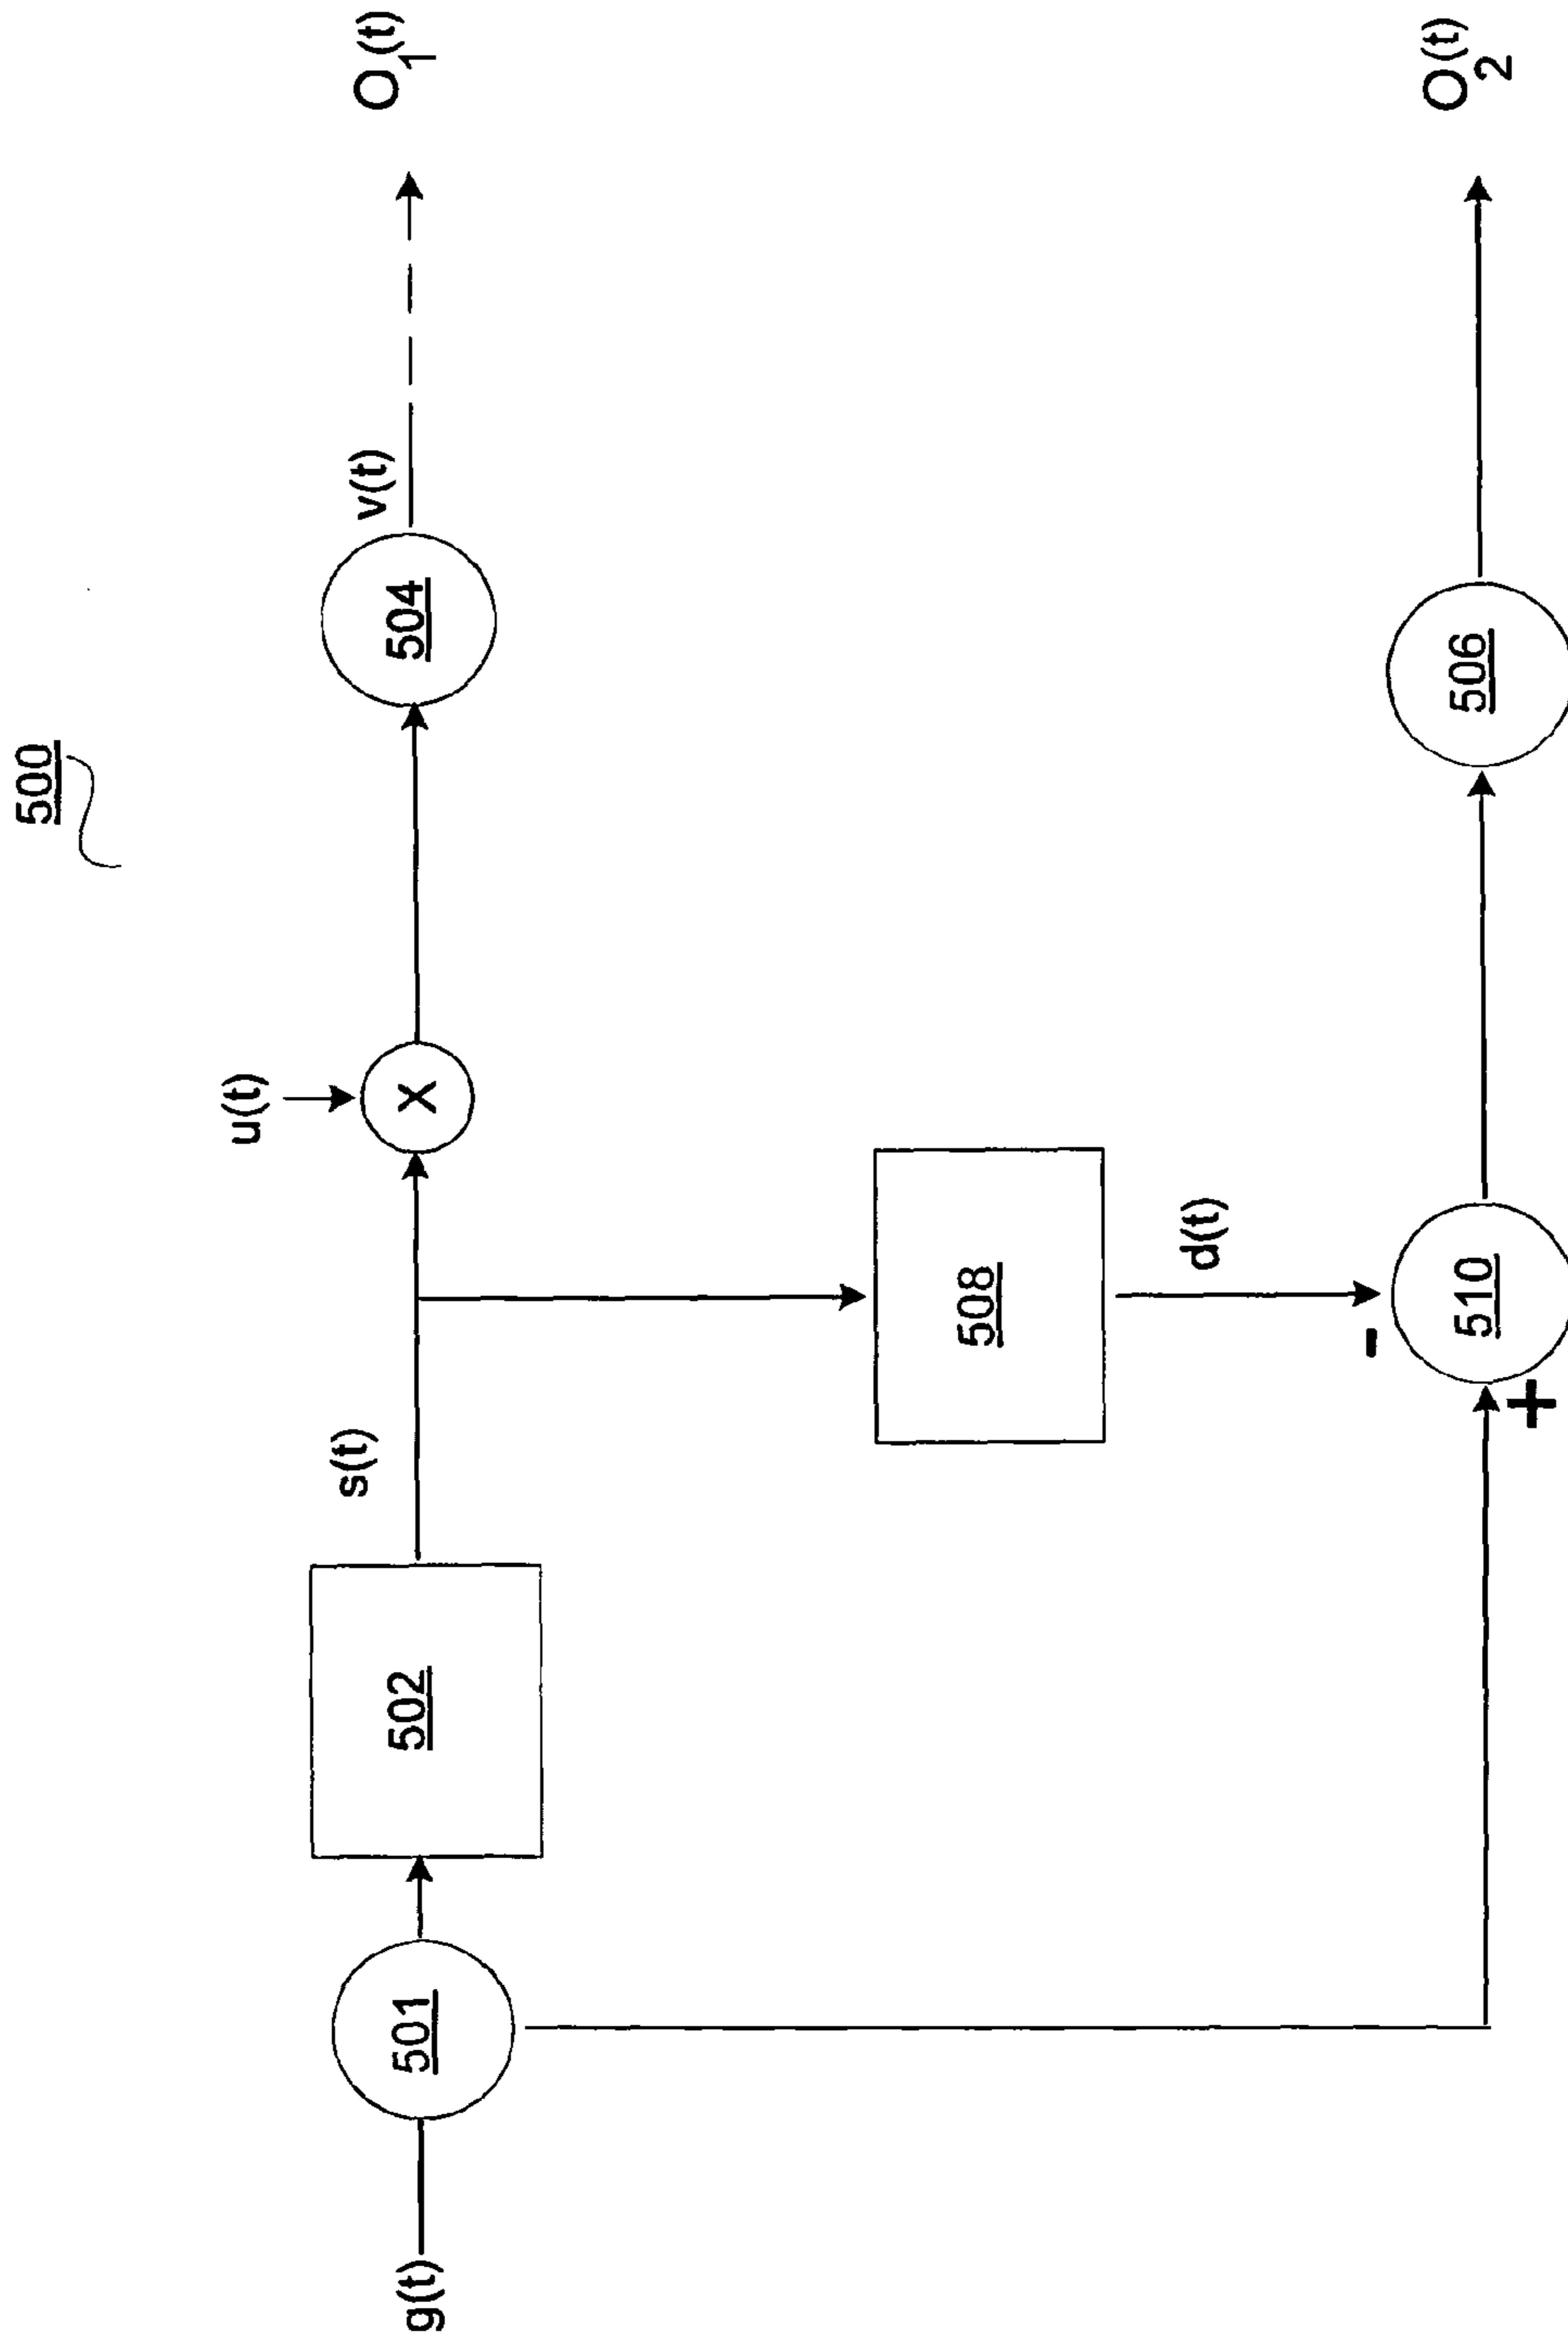 500
u(t)
g(t)
501
502
s(t)
X
504
v(t)
O1(t)
508
d(t)
-
+
510
506
O2(t)